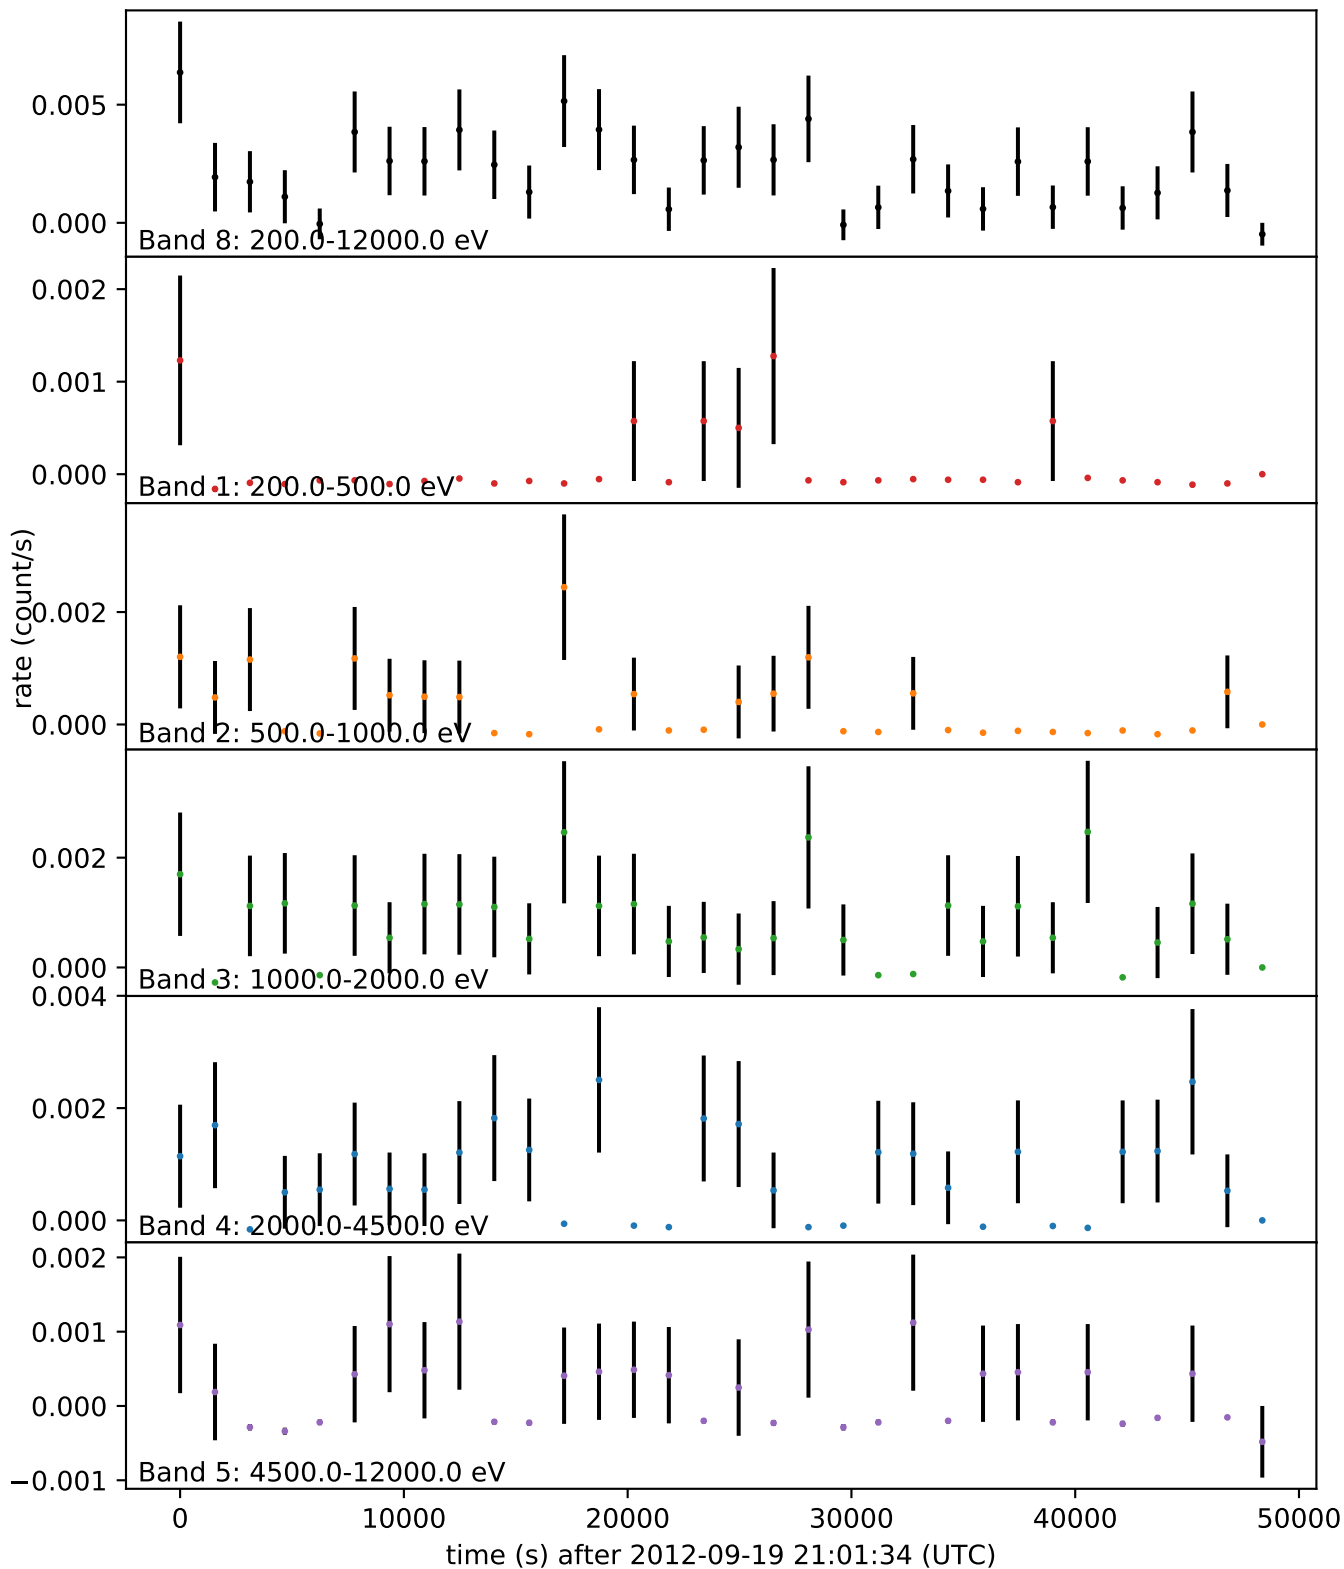 0.005
0.000
Band 8: 200.0-12000.0 eV
0.002
0.001
0.000
Band 1: 200.0-500.0 eV
rate (count/s)
0.002
0.000
Band 2: 500.0-1000.0 eV
0.002
0.000
Band 3: 1000.0-2000.0 eV
0.004
0.002
0.000
Band 4: 2000.0-4500.0 eV
0.002
0.001
0.000
−0.001
Band 5: 4500.0-12000.0 eV
0 10000 20000 30000 40000 50000
time (s) after 2012-09-19 21:01:34 (UTC)